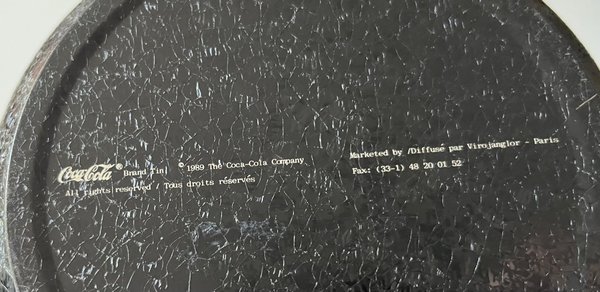 Coca-Cola® Brand Tin © 1989 The Coca-Cola Company
All rights reserved / Tous droits réservés
Marketed by /Diffusé par Virojanglor - Paris
Fax: (33-1) 48 20 01 52